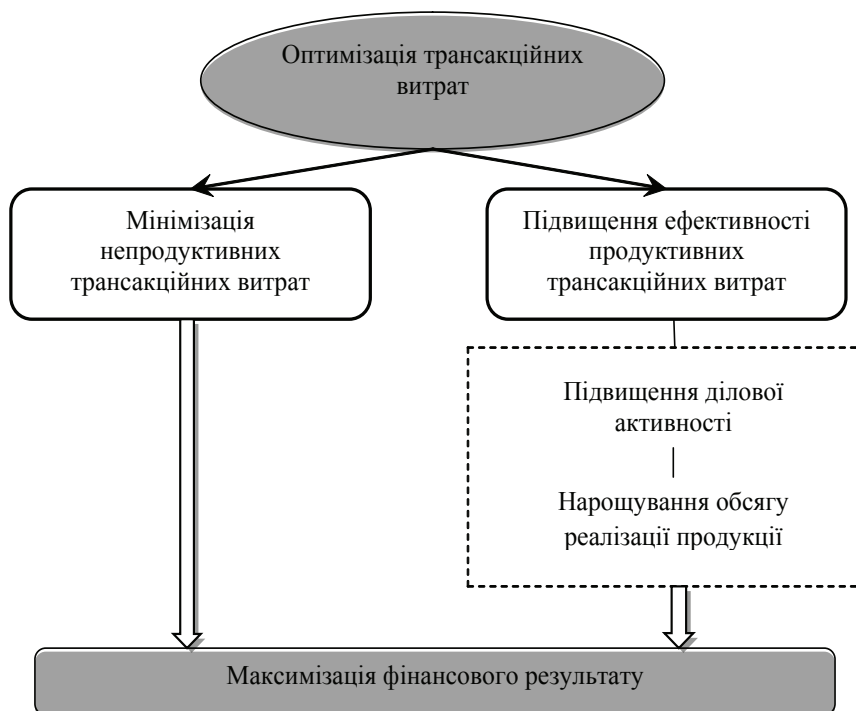 Оптимізація трансакційних
витрат
Мінімізація
непродуктивних
трансакційних витрат
Підвищення ефективності
продуктивних
трансакційних витрат
Підвищення ділової
активності
Нарощування обсягу
реалізації продукції
Максимізація фінансового результату